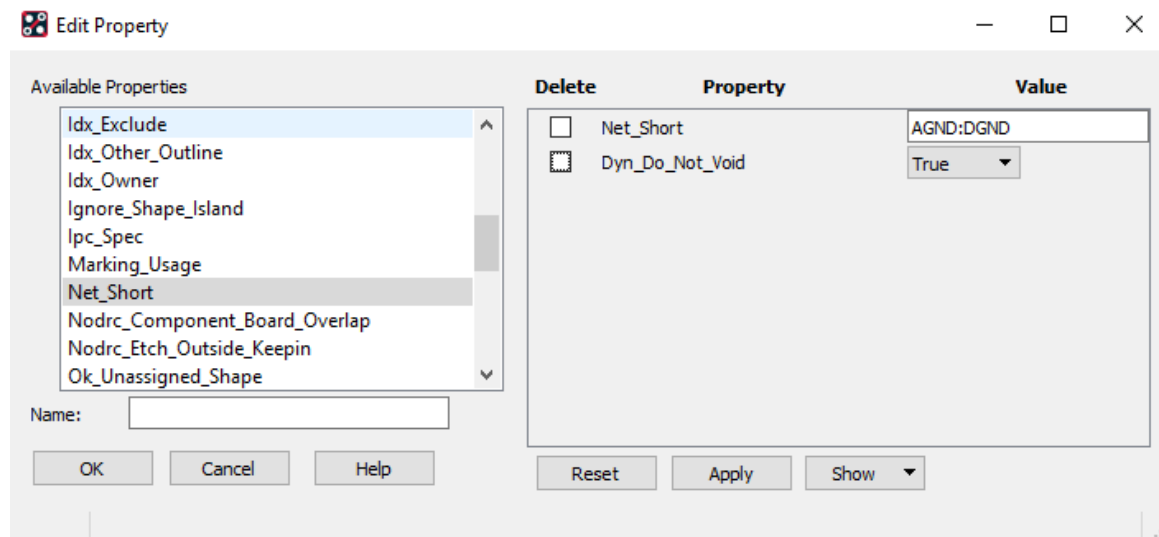 Edit Property
Available Properties
Idx_Exclude
Idx_Other_Outline
Idx_Owner
Ignore_Shape_Island
Ipc_Spec
Marking_Usage
Net_Short
Nodrc_Component_Board_Overlap
Nodrc_Etch_Outside_Keepin
Ok_Unassigned_Shape
Name:
OK Cancel Help
Delete Property Value
Net_Short AGND:DGND
Dyn_Do_Not_Void True
Reset Apply Show